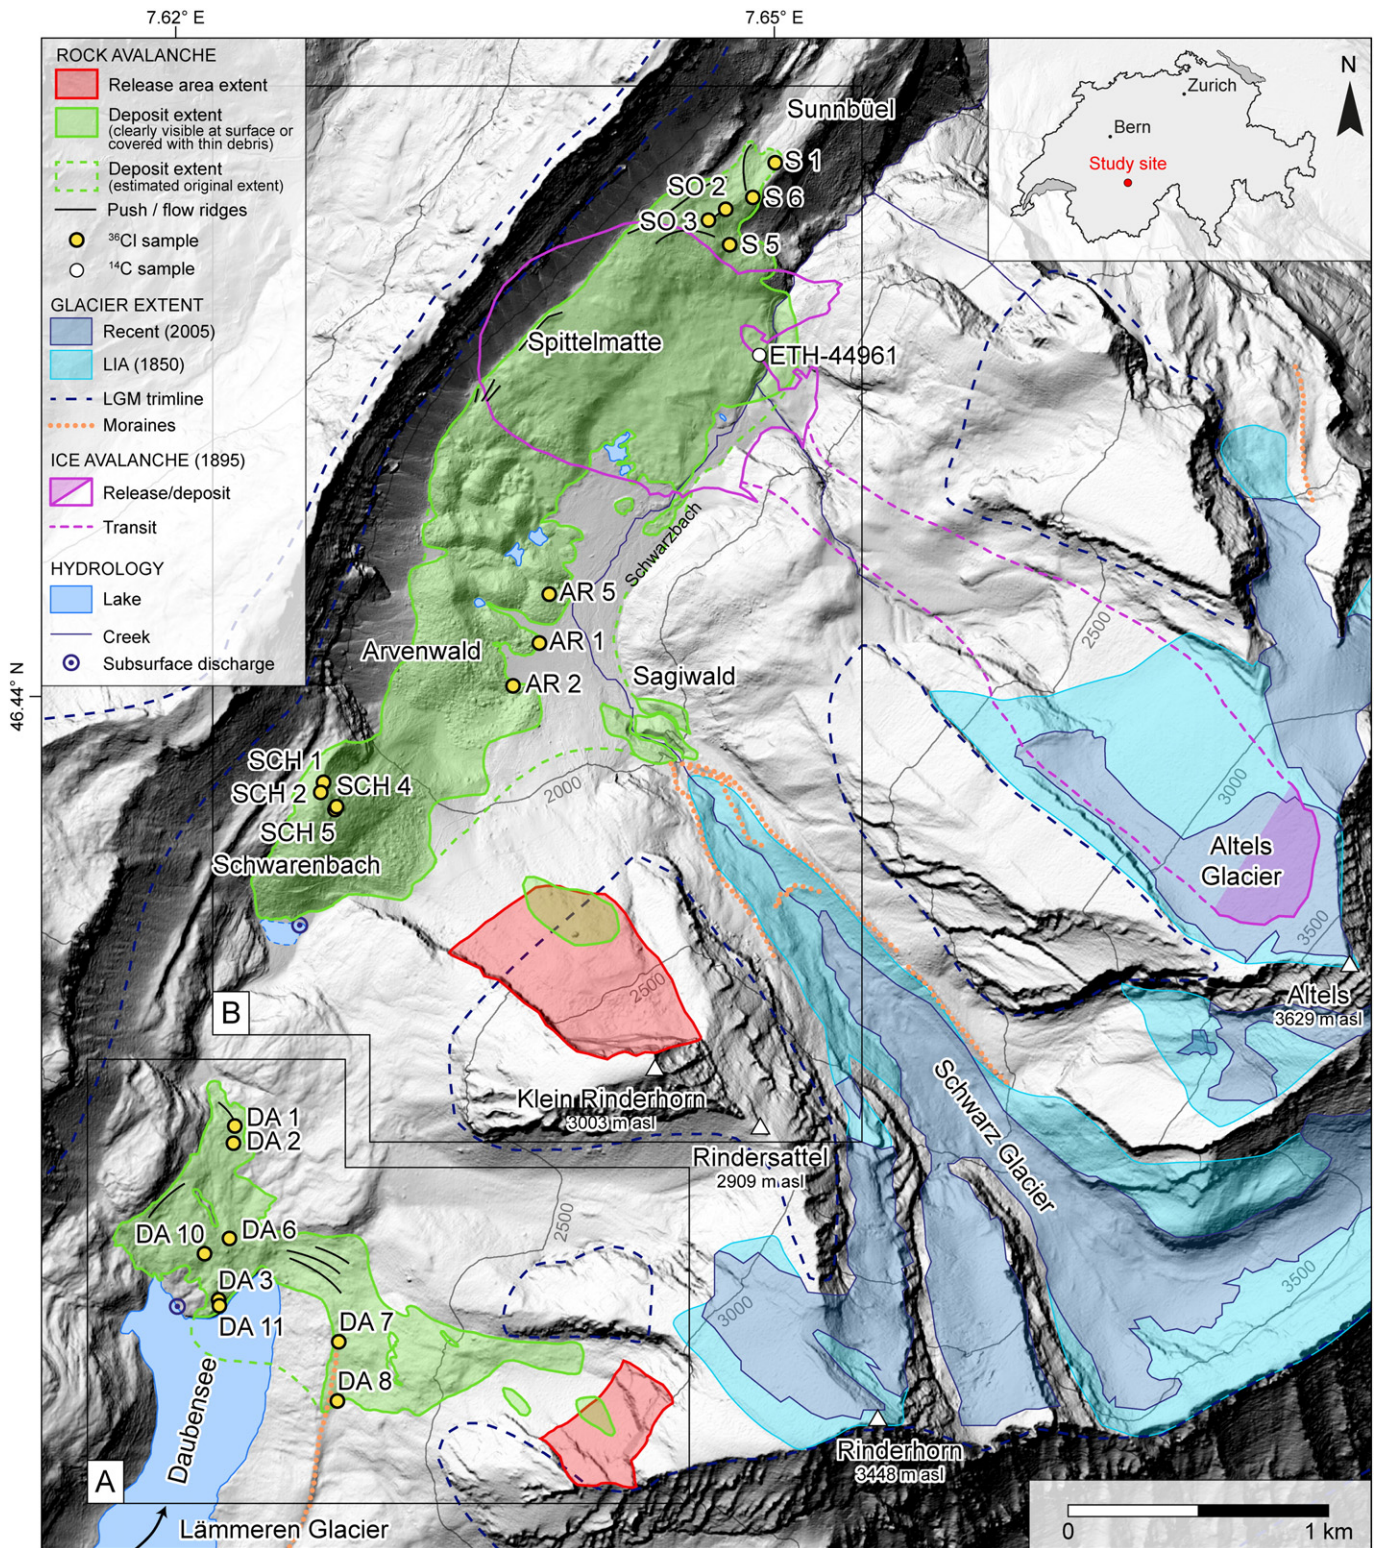 7.62° E
7.65° E
46.44° N
ROCK AVALANCHE
Release area extent
Deposit extent
(clearly visible at surface or
covered with thin debris)
Deposit extent
(estimated original extent)
Push / flow ridges
³⁶Cl sample
¹⁴C sample
GLACIER EXTENT
Recent (2005)
LIA (1850)
LGM trimline
Moraines
ICE AVALANCHE (1895)
Release/deposit
Transit
HYDROLOGY
Lake
Creek
Subsurface discharge
N
Zurich
Bern
Study site
Sunnbüel
S 1
SO 2
S 6
SO 3
S 5
Spittelmatte
ETH-44961
Schwarzbach
AR 5
AR 1
Arvenwald
AR 2
Sagiwald
2500
SCH 1
SCH 2
SCH 4
SCH 5
Schwarenbach
2000
3000
Altels
Glacier
3500
2500
Altels
3629 m asl
B
Klein Rinderhorn
3003 m asl
Schwarz Glacier
Rindersattel
2909 m asl
DA 1
DA 2
DA 10
DA 6
DA 3
DA 11
DA 7
DA 8
2500
3000
3500
Daubensee
A
Rinderhorn
3448 m asl
Lämmeren Glacier
0
1 km